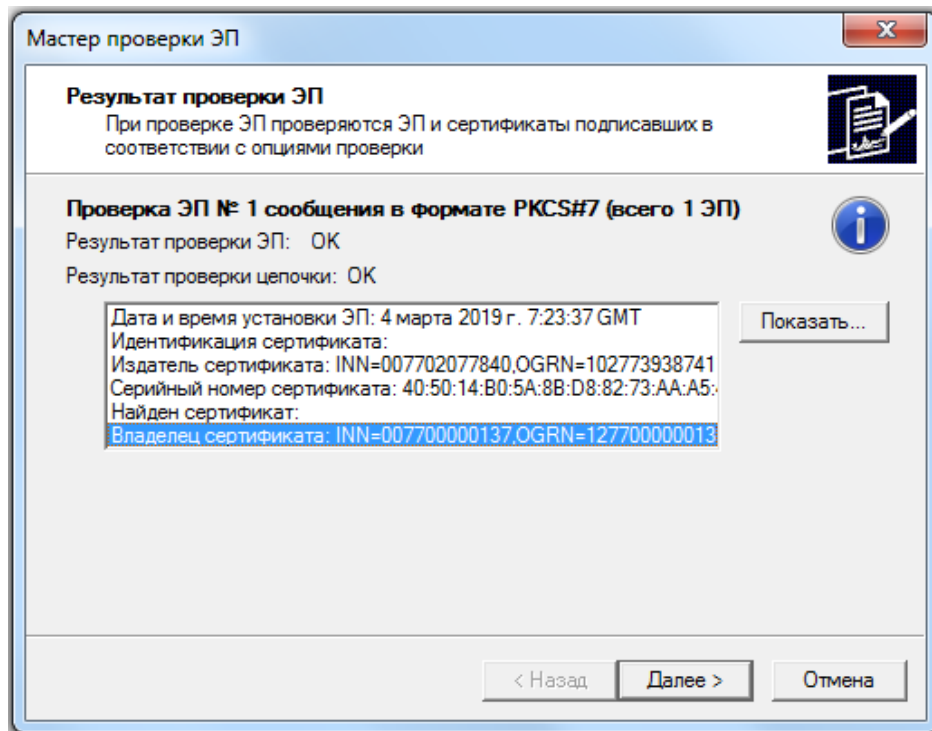 Мастер проверки ЭП
Результат проверки ЭП
При проверке ЭП проверяются ЭП и сертификаты подписавших в
соответствии с опциями проверки
Проверка ЭП № 1 сообщения в формате PKCS#7 (всего 1 ЭП)
Результат проверки ЭП: OK
Результат проверки цепочки: OK
Дата и время установки ЭП: 4 марта 2019 г. 7:23:37 GMT
Идентификация сертификата:
Издатель сертификата: INN=007702077840,OGRN=102773938741
Серийный номер сертификата: 40:50:14:B0:5A:8B:D8:82:73:AA:A5:
Найден сертификат:
Владелец сертификата: INN=007700000137,OGRN=127700000013
Показать...
< Назад
Далее >
Отмена